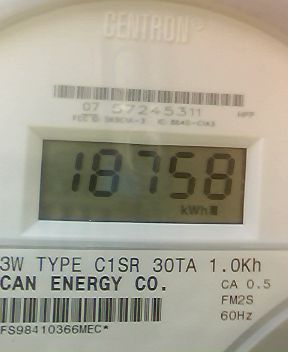 CENTRON®
07 57245311
18758
kWh
3W TYPE C1SR 30TA 1.0Kh
CAN ENERGY CO.
CA 0.5
FM2S
60Hz
FS98410366MEC*